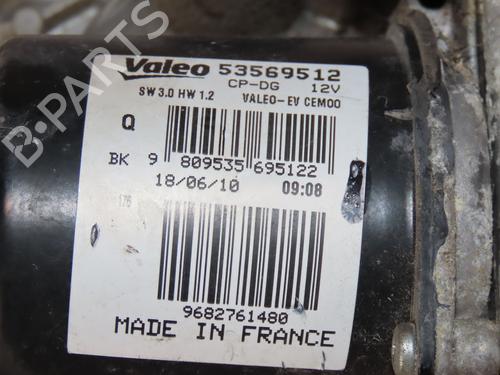 Valeo 53569512
CP-DG 12V
SW 3.0 HW 1.2 VALEO-EV CEM00
Q
BK 9 809535 695122
18/06/10 09:08
176
9682761480
MADE IN FRANCE